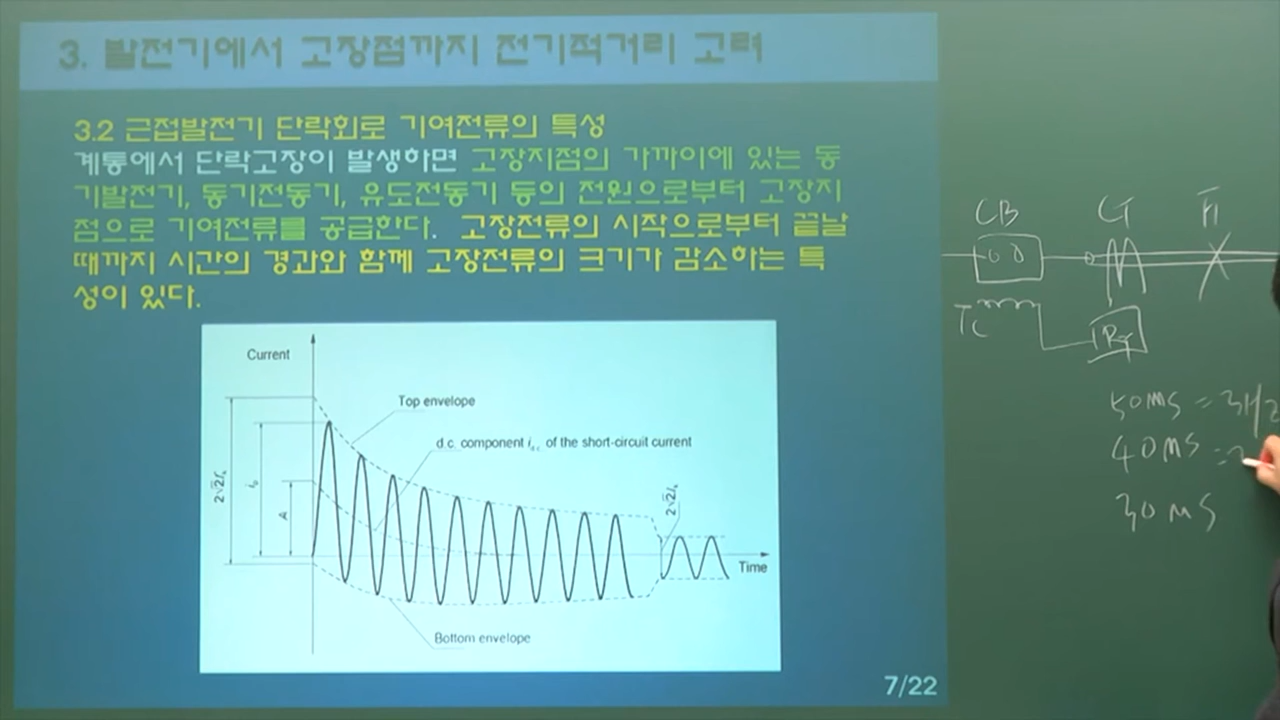 3. 발전기에서 고장점까지 전기적거리 고려
3.2 근접발전기 단락회로 기여전류의 특성
계통에서 단락고장이 발생하면 고장지점의 가까이에 있는 동
기발전기, 동기전동기, 유도전동기 등의 전원으로부터 고장지
점으로 기여전류를 공급한다. 고장전류의 시작으로부터 끝날
때까지 시간의 경과와 함께 고장전류의 크기가 감소하는 특
성이 있다.
Current
Top envelope
d.c. component i of the short-circuit current
2√2I
A
2√2I
Time
Bottom envelope
7/22
CB
CT
TC
Ry
50ms =
40ms =
30ms